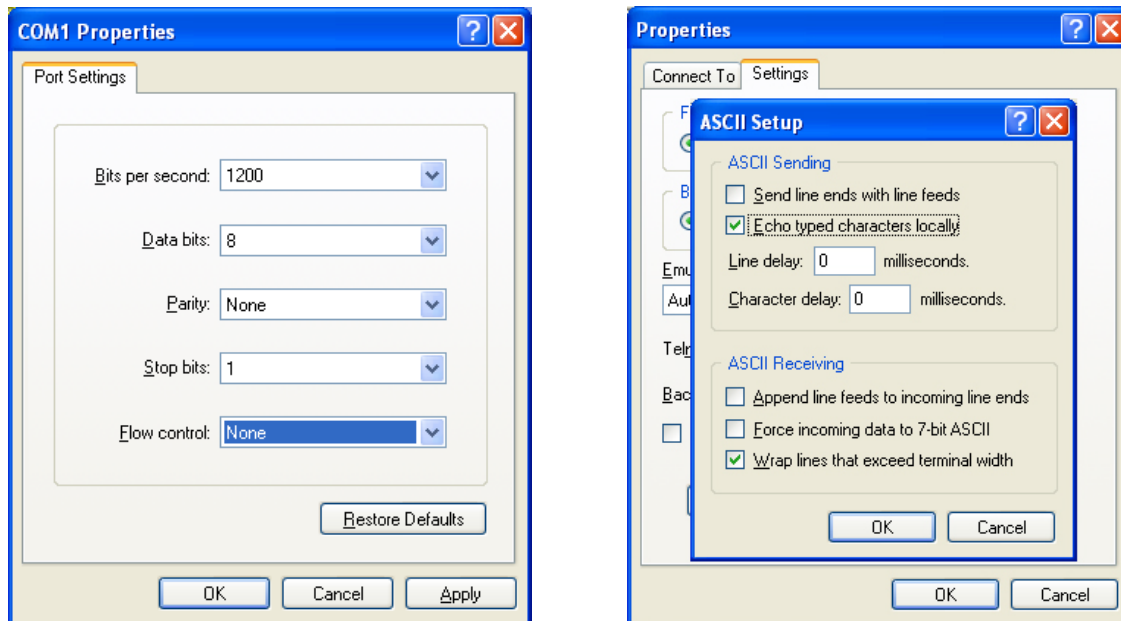 COM1 Properties
Port Settings
Bits per second: 1200
Data bits: 8
Parity: None
Stop bits: 1
Flow control: None
Restore Defaults
OK Cancel Apply
Properties
Connect To Settings
F
ASCII Setup
ASCII Sending
Send line ends with line feeds
B
Echo typed characters locally
Line delay: 0 milliseconds.
Emu
Character delay: 0 milliseconds.
Aut
Teln
ASCII Receiving
Bac
Append line feeds to incoming line ends
Force incoming data to 7-bit ASCII
Wrap lines that exceed terminal width
OK Cancel
OK Cancel